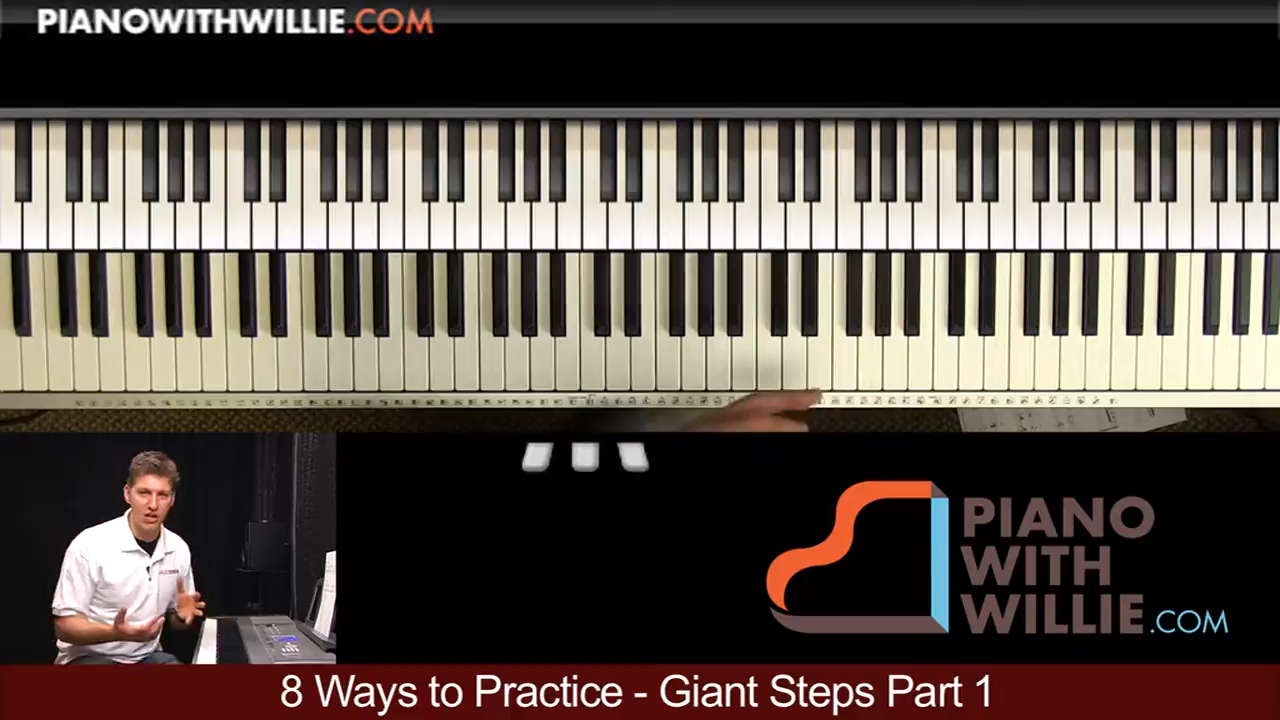 PIANOWITHWILLIE.COM
PIANO
WITH
WILLIE.COM
8 Ways to Practice - Giant Steps Part 1